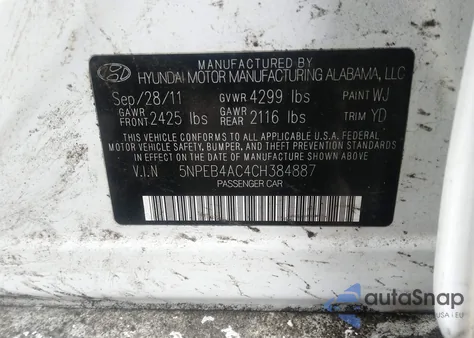 MANUFACTURED BY
HYUNDAI MOTOR MANUFACTURING ALABAMA, LLC
Sep/28/11 GVWR 4299 lbs PAINT WJ
GAWR FRONT 2425 lbs GAWR REAR 2116 lbs TRIM YD
THIS VEHICLE CONFORMS TO ALL APPLICABLE U.S.A. FEDERAL
MOTOR VEHICLE SAFETY, BUMPER, AND THEFT PREVENTION
STANDARDS IN EFFECT ON THE DATE OF MANUFACTURE SHOWN ABOVE.
V.I.N 5NPEB4AC4CH384887
PASSENGER CAR
autoSnap
USA i EU